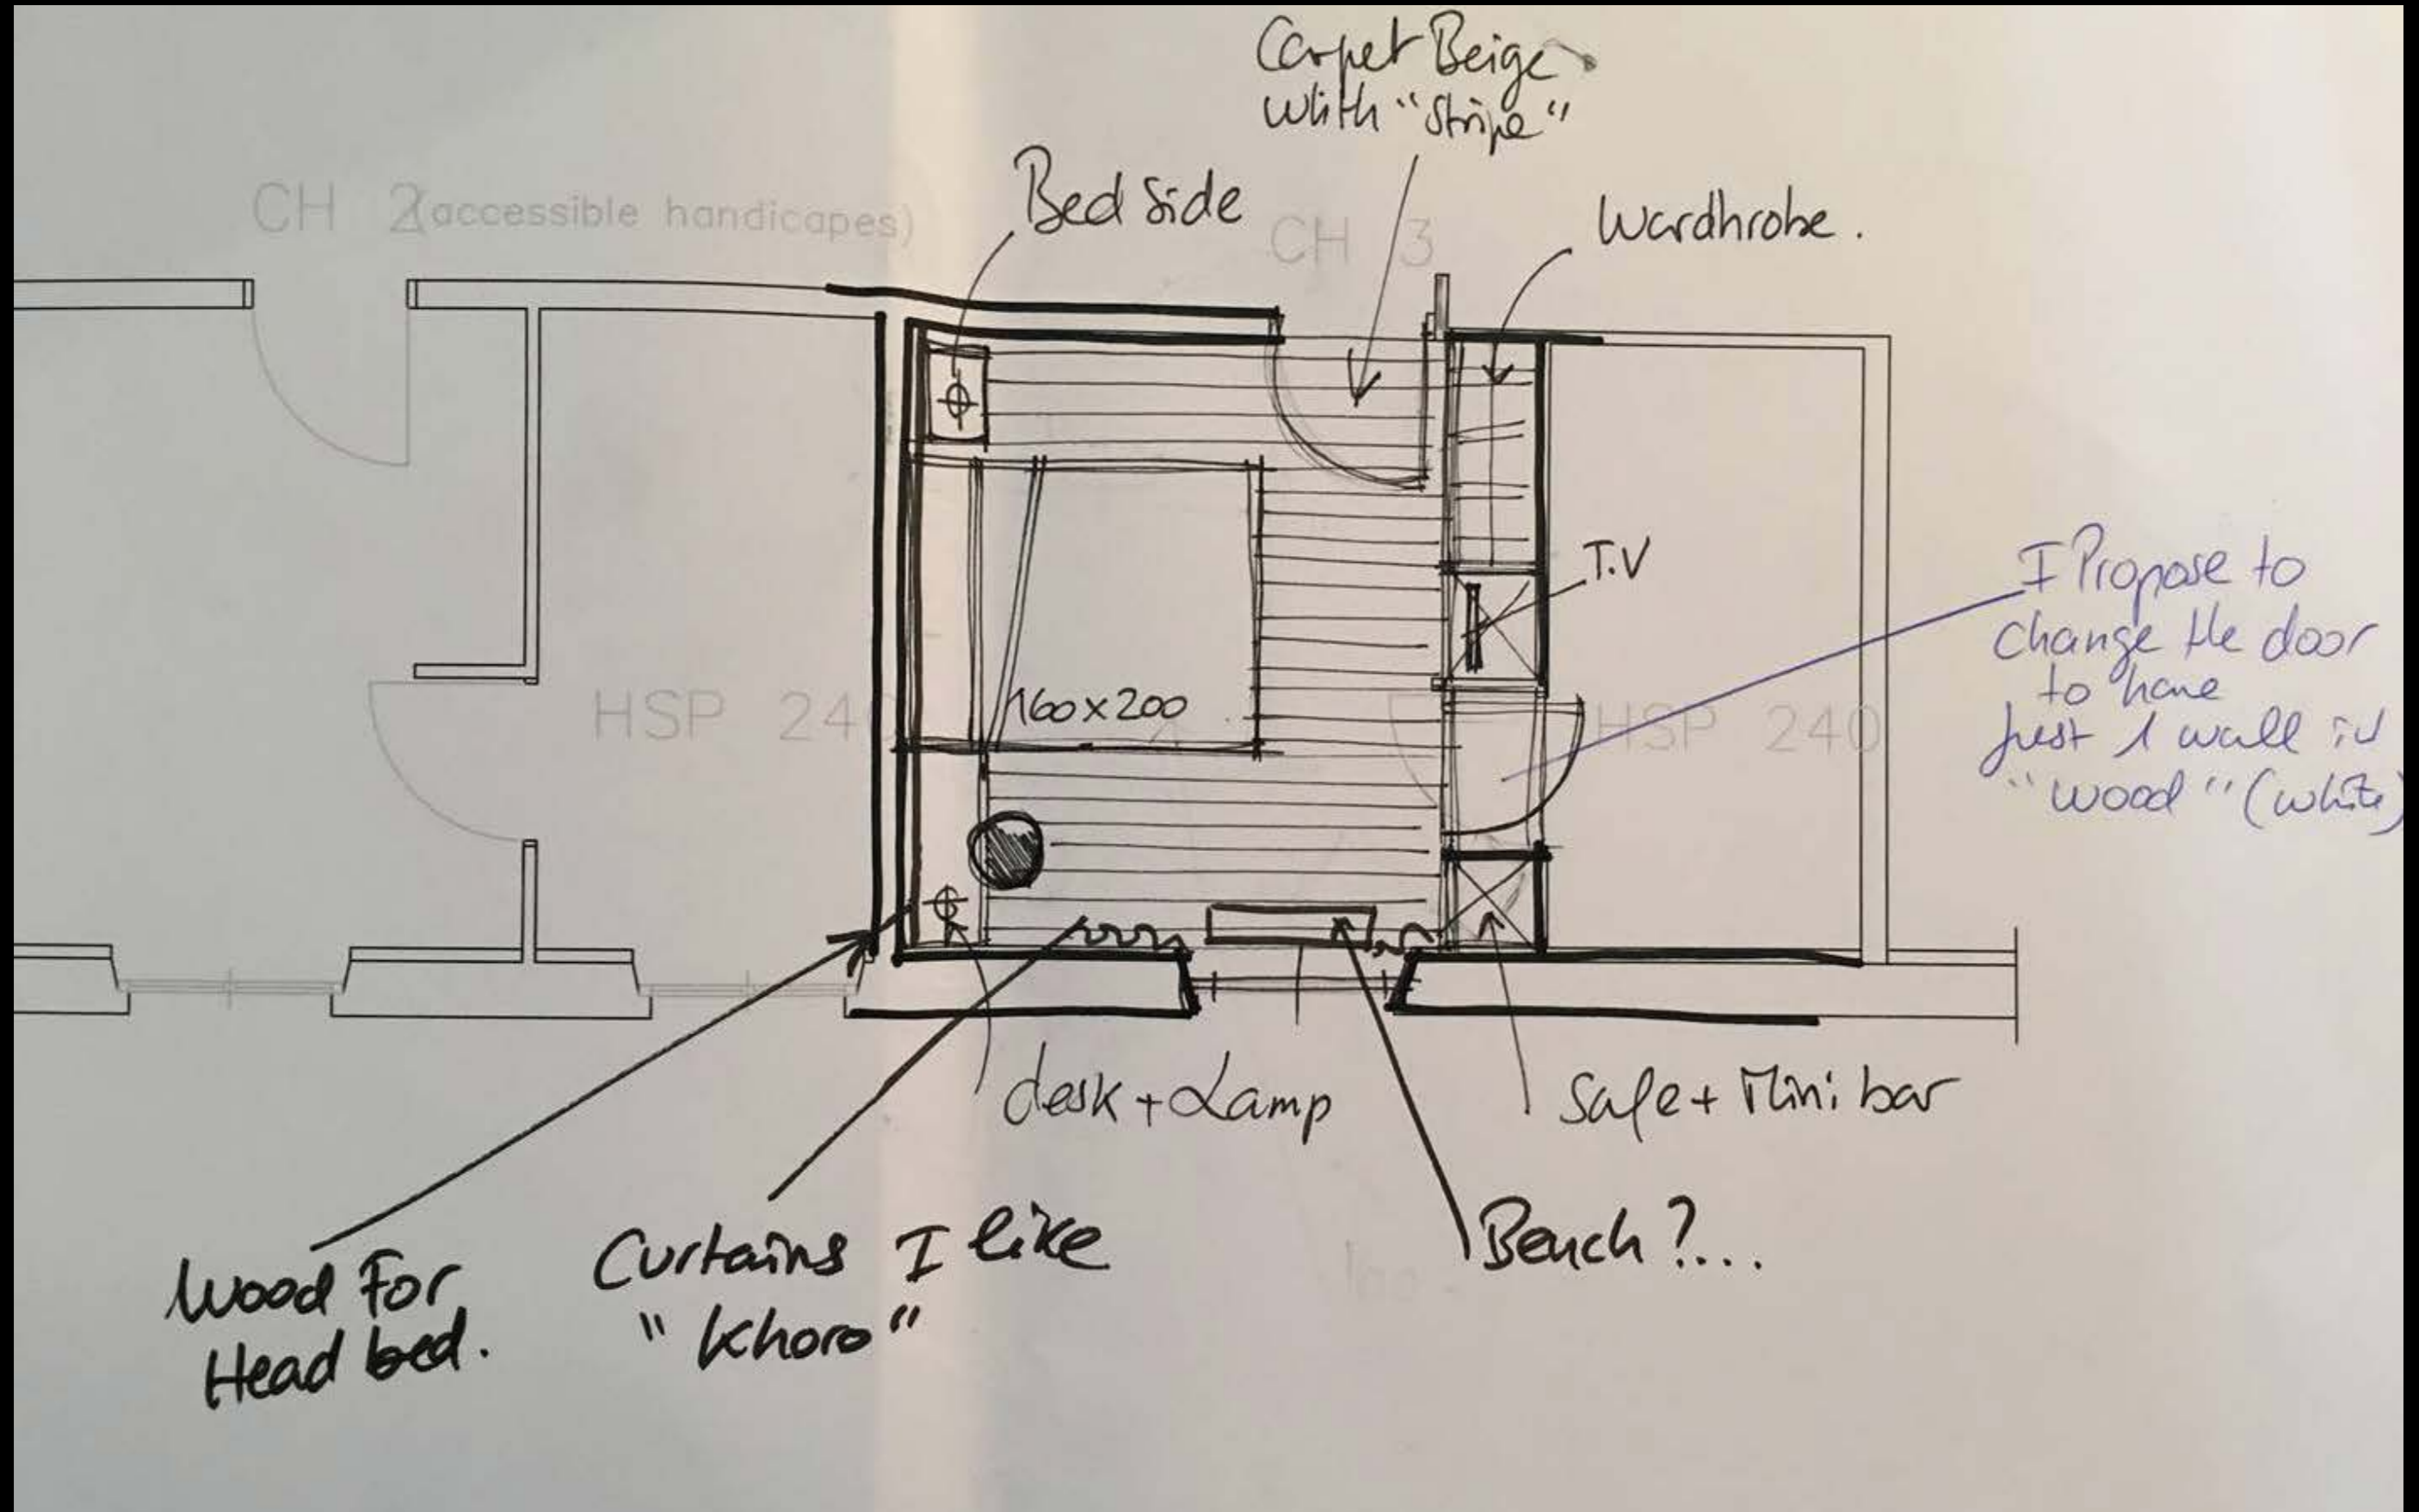 Carpet Beige
with "Stripe"
Bed Side
CH 2(accessible handicapes)
CH 3
Wardhrobe.
T.V
I Propose to
change the door
to have
just 1 wall in
"wood" (white)
HSP 240
160x200
HSP 240
desk + Lamp
Safe + Mini bar
Wood For
Head bed.
Curtains I like
"Khoro"
Bench ?...